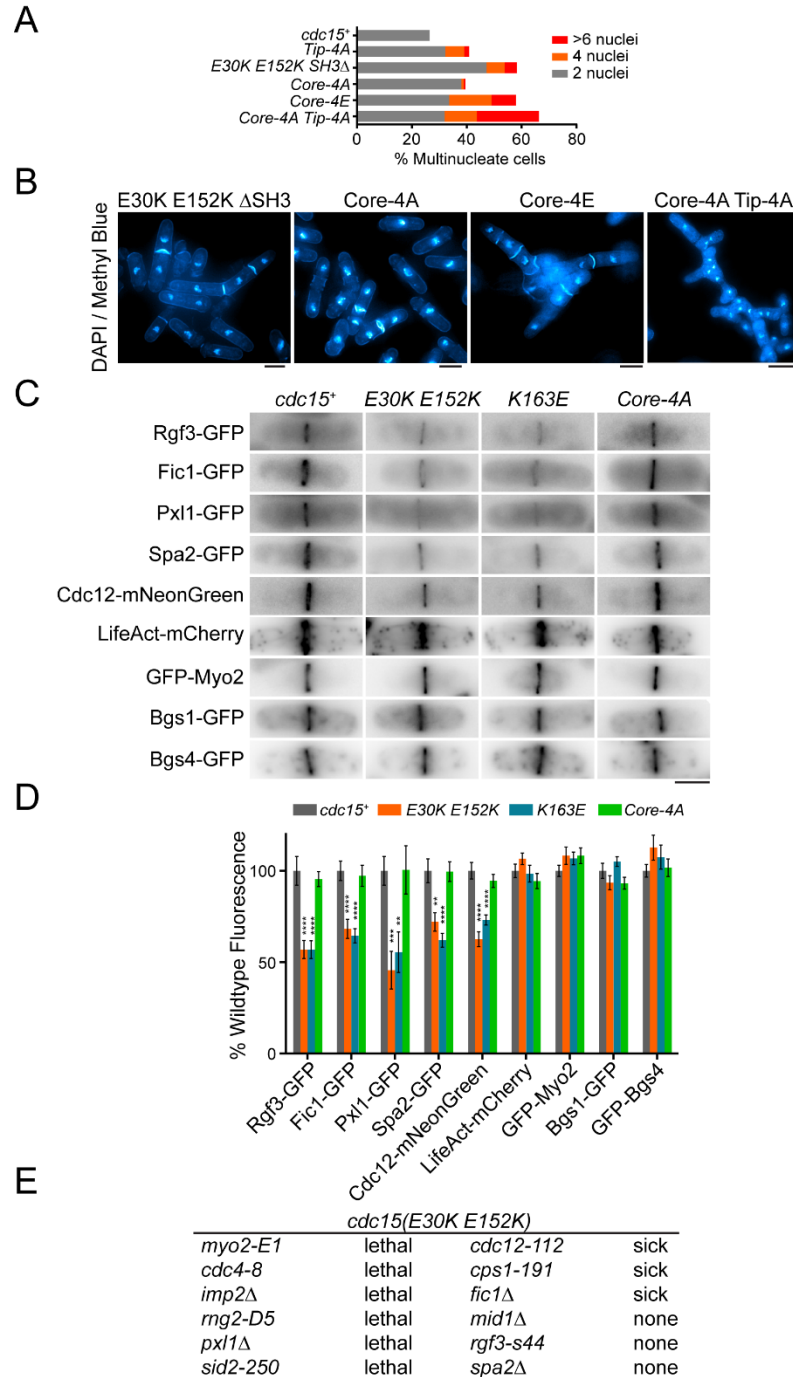 A
cdc15⁺
Tip-4A
E30K E152K SH3Δ
Core-4A
Core-4E
Core-4A Tip-4A
>6 nuclei
4 nuclei
2 nuclei
0 20 40 60 80
% Multinucleate cells
B
DAPI / Methyl Blue
E30K E152K ΔSH3 Core-4A Core-4E Core-4A Tip-4A
C
cdc15⁺ E30K E152K K163E Core-4A
Rgf3-GFP
Fic1-GFP
Pxl1-GFP
Spa2-GFP
Cdc12-mNeonGreen
LifeAct-mCherry
GFP-Myo2
Bgs1-GFP
Bgs4-GFP
D
cdc15⁺ E30K E152K K163E Core-4A
% Wildtype Fluorescence
100
50
0
**** **** **** **** *** ** ** **** **** ****
Rgf3-GFP
Fic1-GFP
Pxl1-GFP
Spa2-GFP
Cdc12-mNeonGreen
LifeAct-mCherry
GFP-Myo2
Bgs1-GFP
GFP-Bgs4
E
cdc15(E30K E152K)
myo2-E1 lethal cdc12-112 sick
cdc4-8 lethal cps1-191 sick
imp2Δ lethal fic1Δ sick
rng2-D5 lethal mid1Δ none
pxl1Δ lethal rgf3-s44 none
sid2-250 lethal spa2Δ none